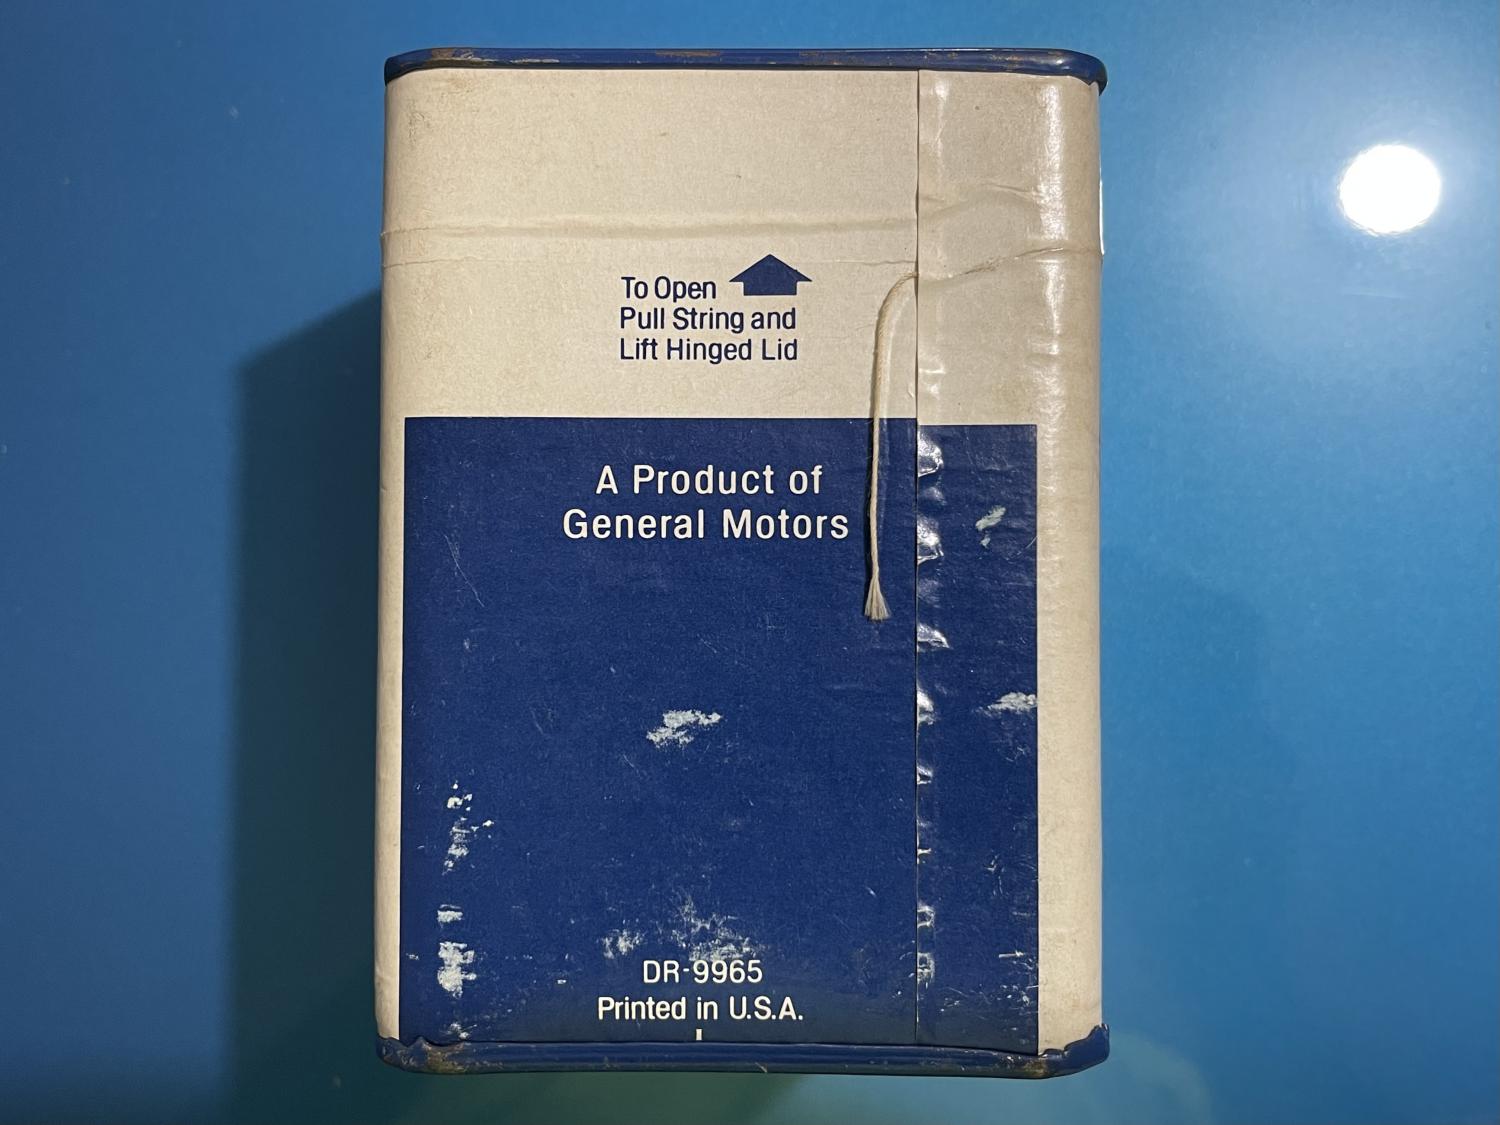 To Open
Pull String and
Lift Hinged Lid
A Product of
General Motors
DR-9965
Printed in U.S.A.